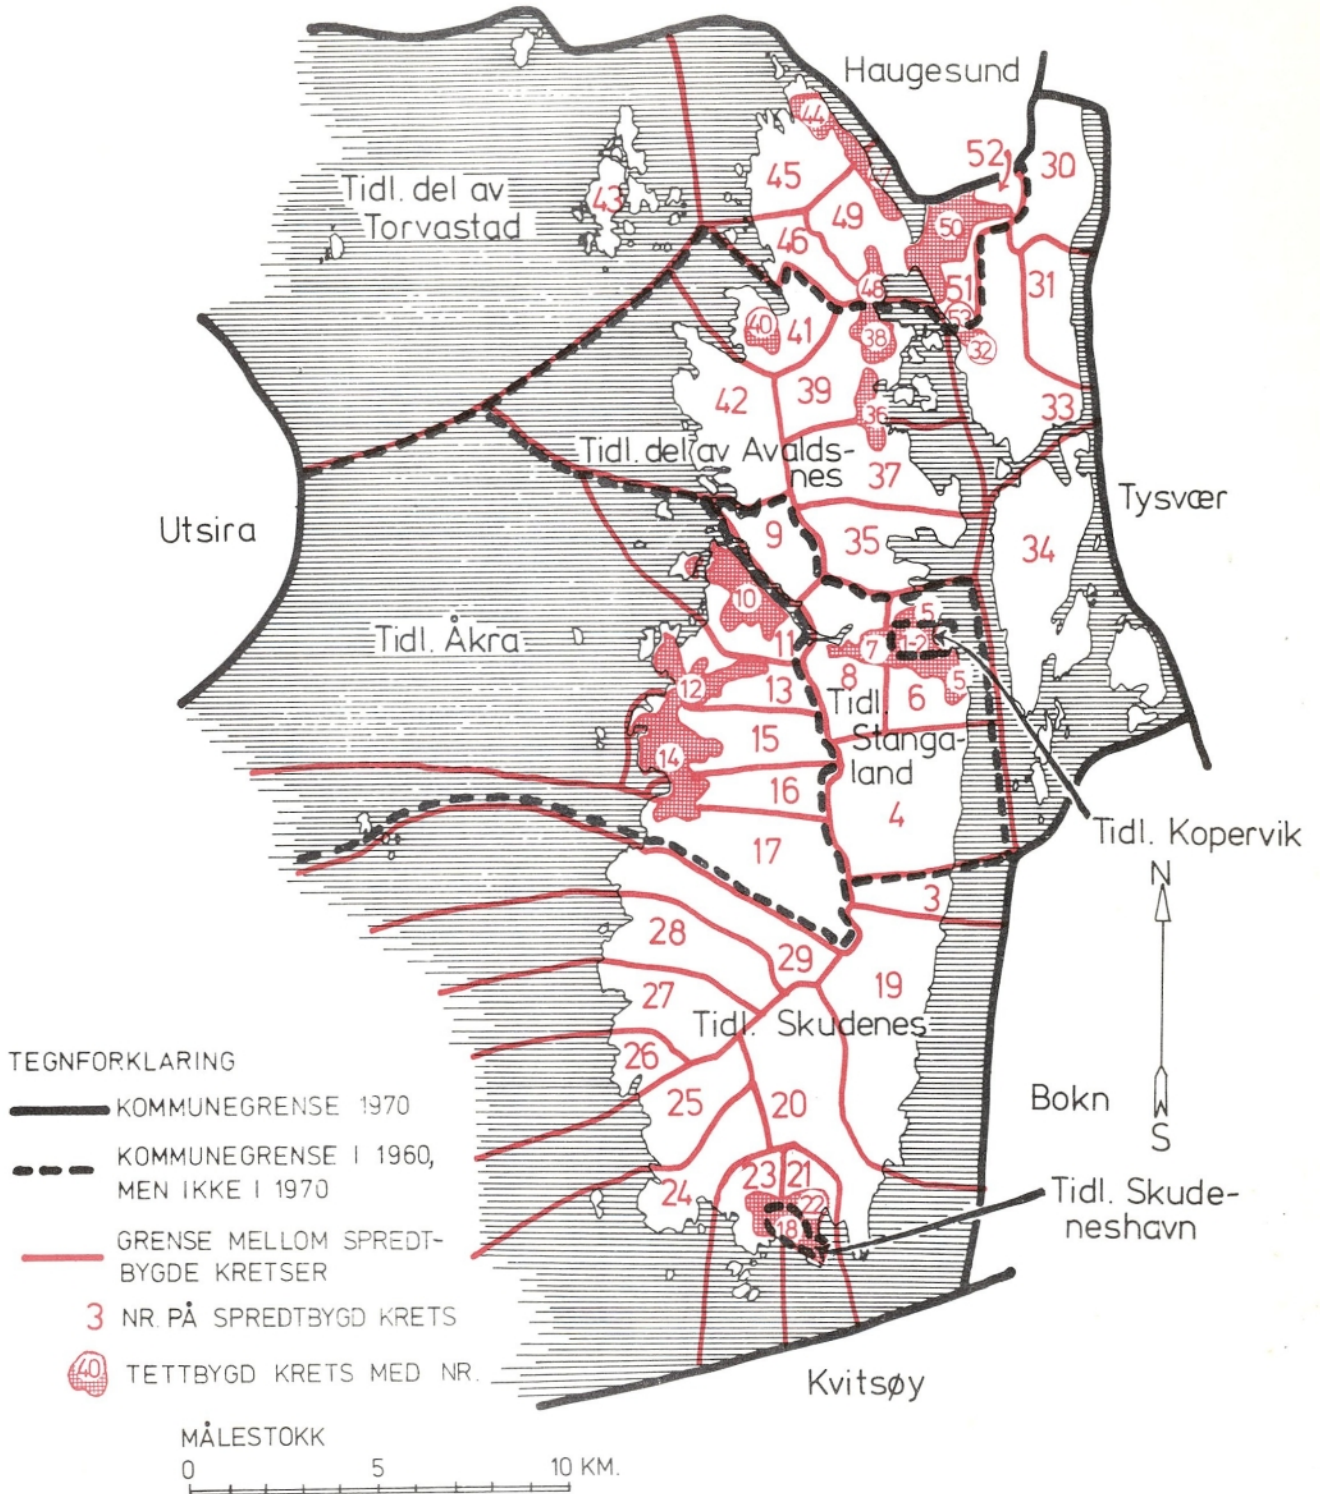 Haugesund
44
52
30
45
Tidl. del av
Torvastad
43
47
49
50
46
48
51
31
53
40
41
38
32
42
39
36
33
Tidl. del av Avalds-
nes
37
Tysvær
Utsira
9
35
34
10
5
Tidl. Åkra
11
7
1-2
12
13
8
6
5
Tidl.
Stanga-
land
15
14
16
4
17
Tidl. Kopervik
3
N
28
29
19
27
Tidl. Skudenes
26
TEGNFORKLARING
25
20
KOMMUNEGRENSE 1970
Bokn
S
KOMMUNEGRENSE I 1960,
MEN IKKE I 1970
23
21
24
22
18
Tidl. Skude-
neshavn
GRENSE MELLOM SPREDT-
BYGDE KRETSER
3 NR. PÅ SPREDTBYGD KRETS
40 TETTBYGD KRETS MED NR.
Kvitsøy
MÅLESTOKK
0 5 10 KM.